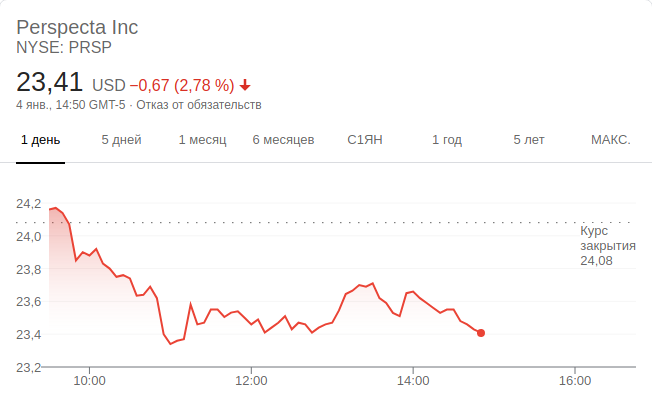 Perspecta Inc
NYSE: PRSP
23,41 USD −0,67 (2,78 %)
4 янв., 14:50 GMT-5 · Отказ от обязательств
1 день 5 дней 1 месяц 6 месяцев С1ЯН 1 год 5 лет МАКС.
24,2
24,0
23,8
23,6
23,4
23,2
Курс
закрытия
24,08
10:00 12:00 14:00 16:00